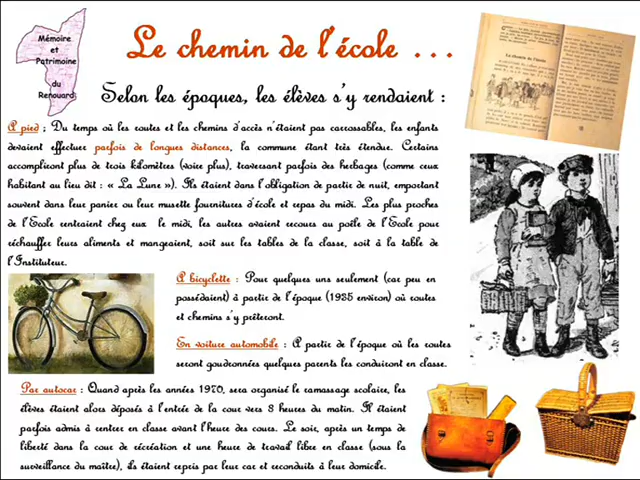 Mémoire
et
Patrimoine
du
Renouard
Le chemin de l'école ...
Selon les époques, les élèves s'y rendaient :
A pied : Du temps où les routes et les chemins d'accès n'étaient pas carrossables, les enfants
devaient effectuer parfois de longues distances, la commune étant très étendue. Certains
accompliront plus de trois kilomètres (voire plus), traversant parfois des herbages (comme ceux
habitant au lieu dit : « La Lune »). Ils étaient dans l'obligation de partir de nuit, emportant
souvent dans leur panier ou leur musette fournitures d'école et repas du midi. Les plus proches
de l'Ecole rentraient chez eux le midi, les autres avaient recours au poêle de l'Ecole pour
réchauffer leurs aliments et mangeaient, soit sur les tables de la classe, soit à la table de
l'Instituteur.
A bicyclette : Pour quelques uns seulement (car peu en
possédaient) à partir de l'époque (1935 environ) où routes
et chemins s'y prêteront.
En voiture automobile : A partir de l'époque où les routes
seront goudronnées quelques parents les conduiront en classe.
Par autocar : Quand après les années 1970, sera organisé le ramassage scolaire, les
élèves étaient alors déposés à l'entrée de la cour vers 8 heures du matin. Il étaient
parfois admis à rentrer en classe avant l'heure des cours. Le soir, après un temps de
liberté dans la cour de récréation et une heure de travail libre en classe (sous la
surveillance du maître), ils étaient repris par leur car et reconduits à leur domicile.